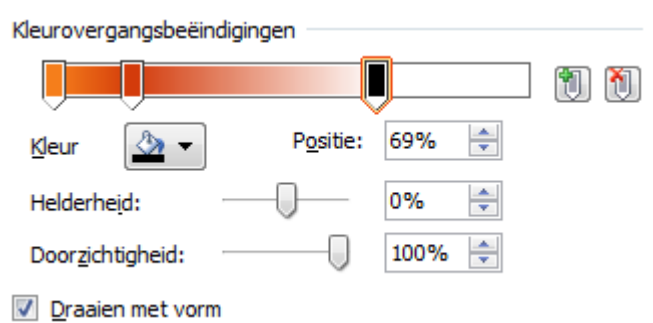 Kleurovergangsbeëindigingen
Kleur Positie: 69%
Helderheid: 0%
Doorzichtigheid: 100%
Draaien met vorm